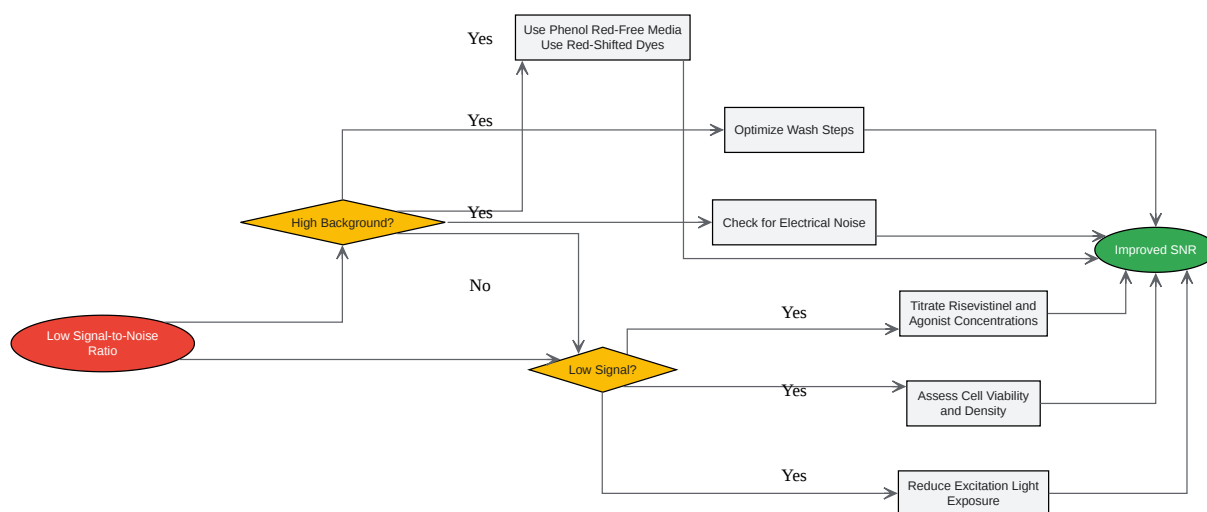 Yes
Use Phenol Red-Free Media
Use Red-Shifted Dyes
Yes
Optimize Wash Steps
High Background?
Yes
Check for Electrical Noise
Improved SNR
No
Low Signal-to-Noise
Ratio
Yes
Titrate Risevistinel and
Agonist Concentrations
Low Signal?
Yes
Assess Cell Viability
and Density
Yes
Reduce Excitation Light
Exposure